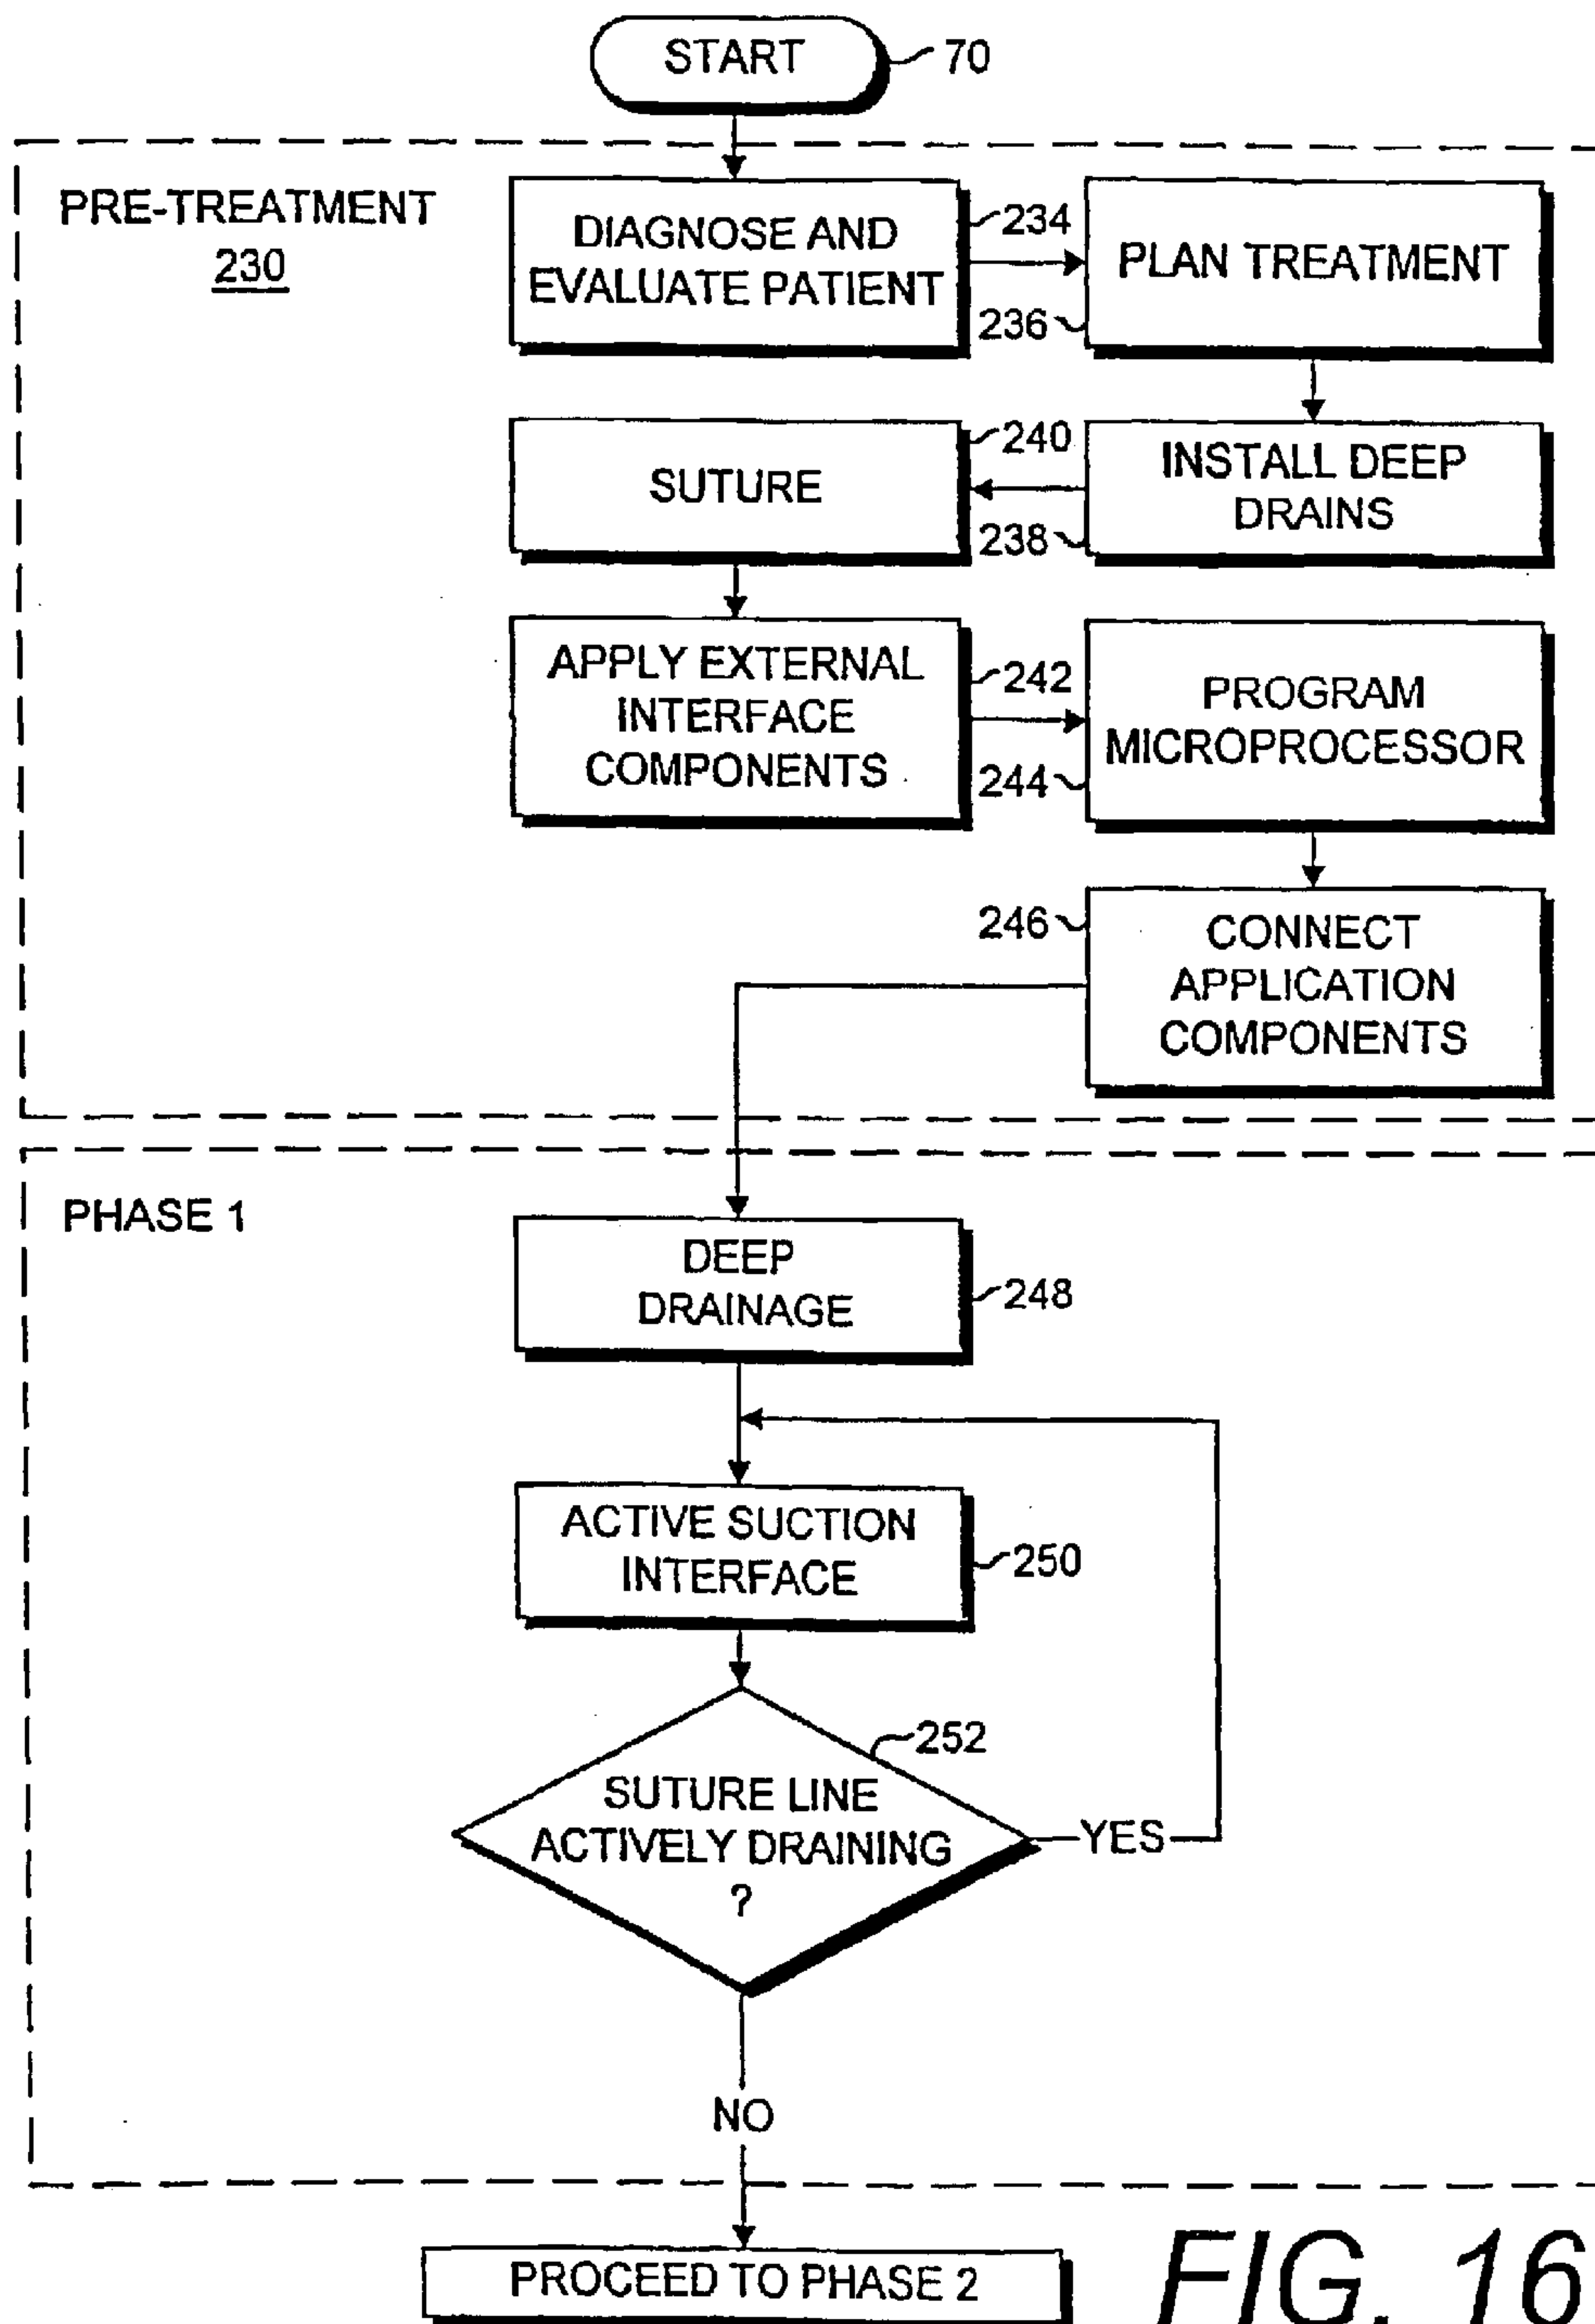 START
70
PRE-TREATMENT
230
DIAGNOSE AND
EVALUATE PATIENT
234
PLAN TREATMENT
236
INSTALL DEEP
DRAINS
238
SUTURE
240
APPLY EXTERNAL
INTERFACE
COMPONENTS
242
PROGRAM
MICROPROCESSOR
244
CONNECT
APPLICATION
COMPONENTS
246
PHASE 1
DEEP
DRAINAGE
248
ACTIVE SUCTION
INTERFACE
250
SUTURE LINE
ACTIVELY DRAINING
?
252
YES
NO
PROCEED TO PHASE 2
FIG. 16